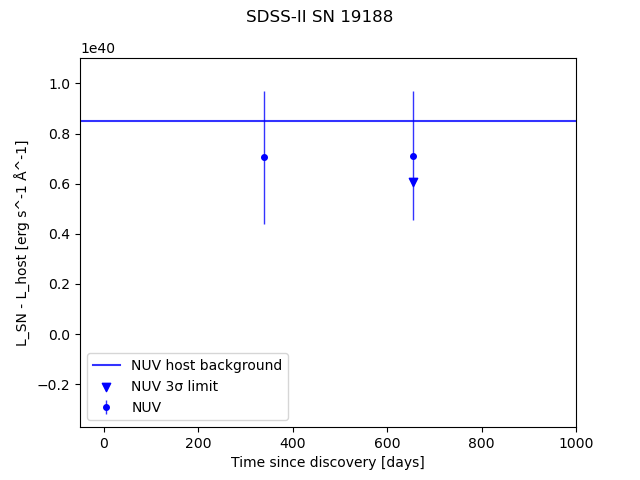 SDSS-II SN 19188
1e40
1.0
0.8
0.6
0.4
0.2
0.0
−0.2
L_SN - L_host [erg s^-1 Å^-1]
NUV host background
NUV 3σ limit
NUV
0 200 400 600 800 1000
Time since discovery [days]